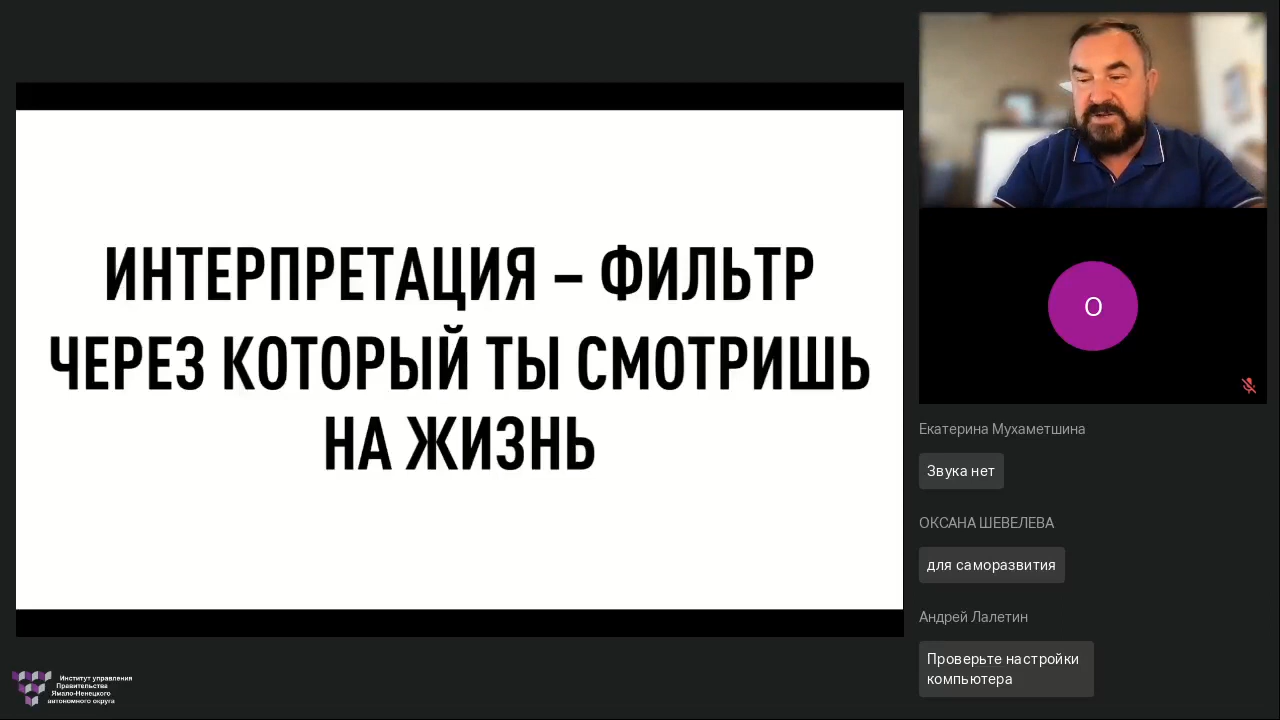 ИНТЕРПРЕТАЦИЯ – ФИЛЬТР
ЧЕРЕЗ КОТОРЫЙ ТЫ СМОТРИШЬ
НА ЖИЗНЬ
О
Екатерина Мухаметшина
Звука нет
ОКСАНА ШЕВЕЛЕВА
для саморазвития
Андрей Лалетин
Проверьте настройки
компьютера
Институт управления
Правительства
Ямало-Ненецкого
автономного округа